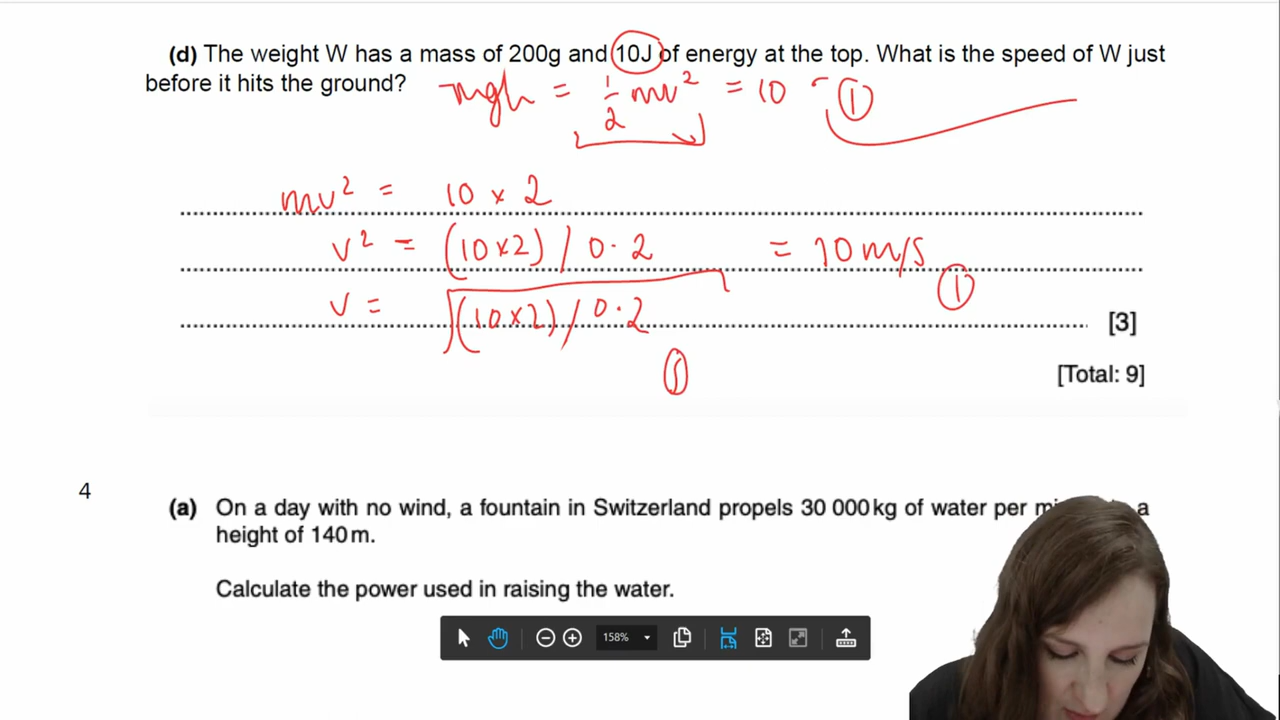 (d) The weight W has a mass of 200g and 10J of energy at the top. What is the speed of W just
before it hits the ground?
mgh = 1/2 mv² = 10 - ①
mv² = 10 × 2
v² = (10×2) / 0.2 = 10 m/s ①
v = √(10×2) / 0.2
[3]
①
[Total: 9]
4
(a) On a day with no wind, a fountain in Switzerland propels 30 000 kg of water per a
height of 140 m.
Calculate the power used in raising the water.
158%